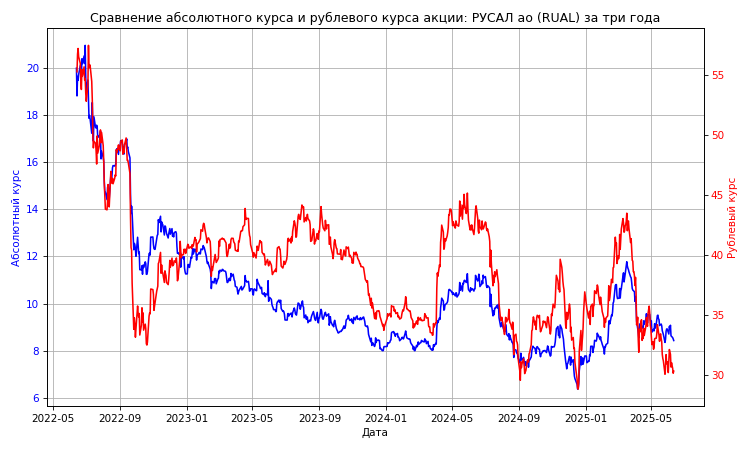 Сравнение абсолютного курса и рублевого курса акции: РУСАЛ ао (RUAL) за три года
Абсолютный курс
20
18
16
14
12
10
8
6
55
50
45
40
35
30
Рублевый курс
2022-05 2022-09 2023-01 2023-05 2023-09 2024-01 2024-05 2024-09 2025-01 2025-05
Дата